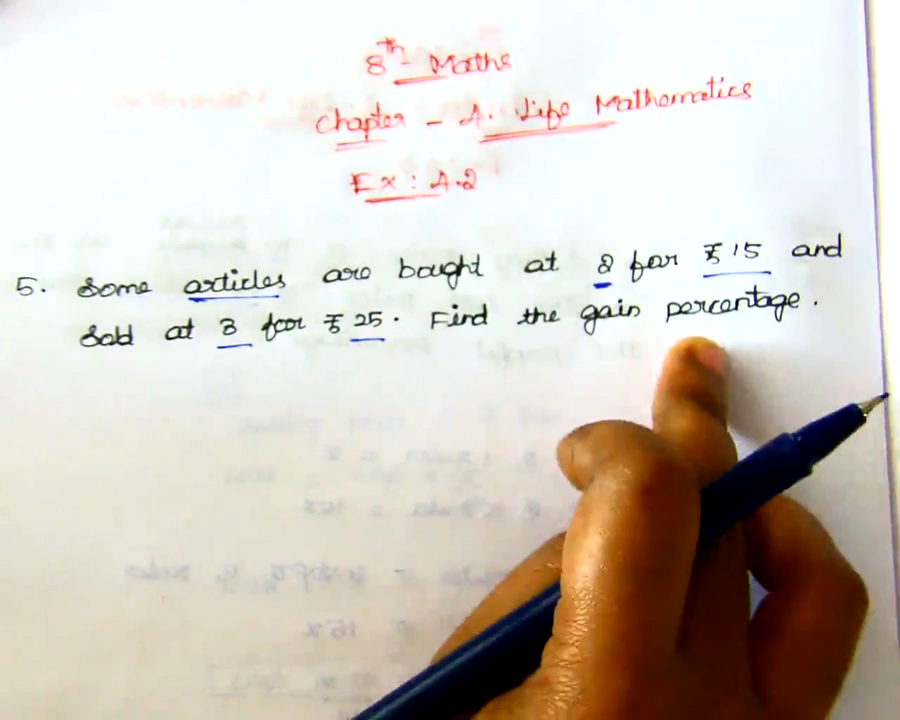 8th - Maths
Chapter - 4. Life Mathematics
Ex : 4.2
5. Some articles are bought at 2 for ₹ 15 and
Sold at 3 for ₹ 25. Find the gain percentage.